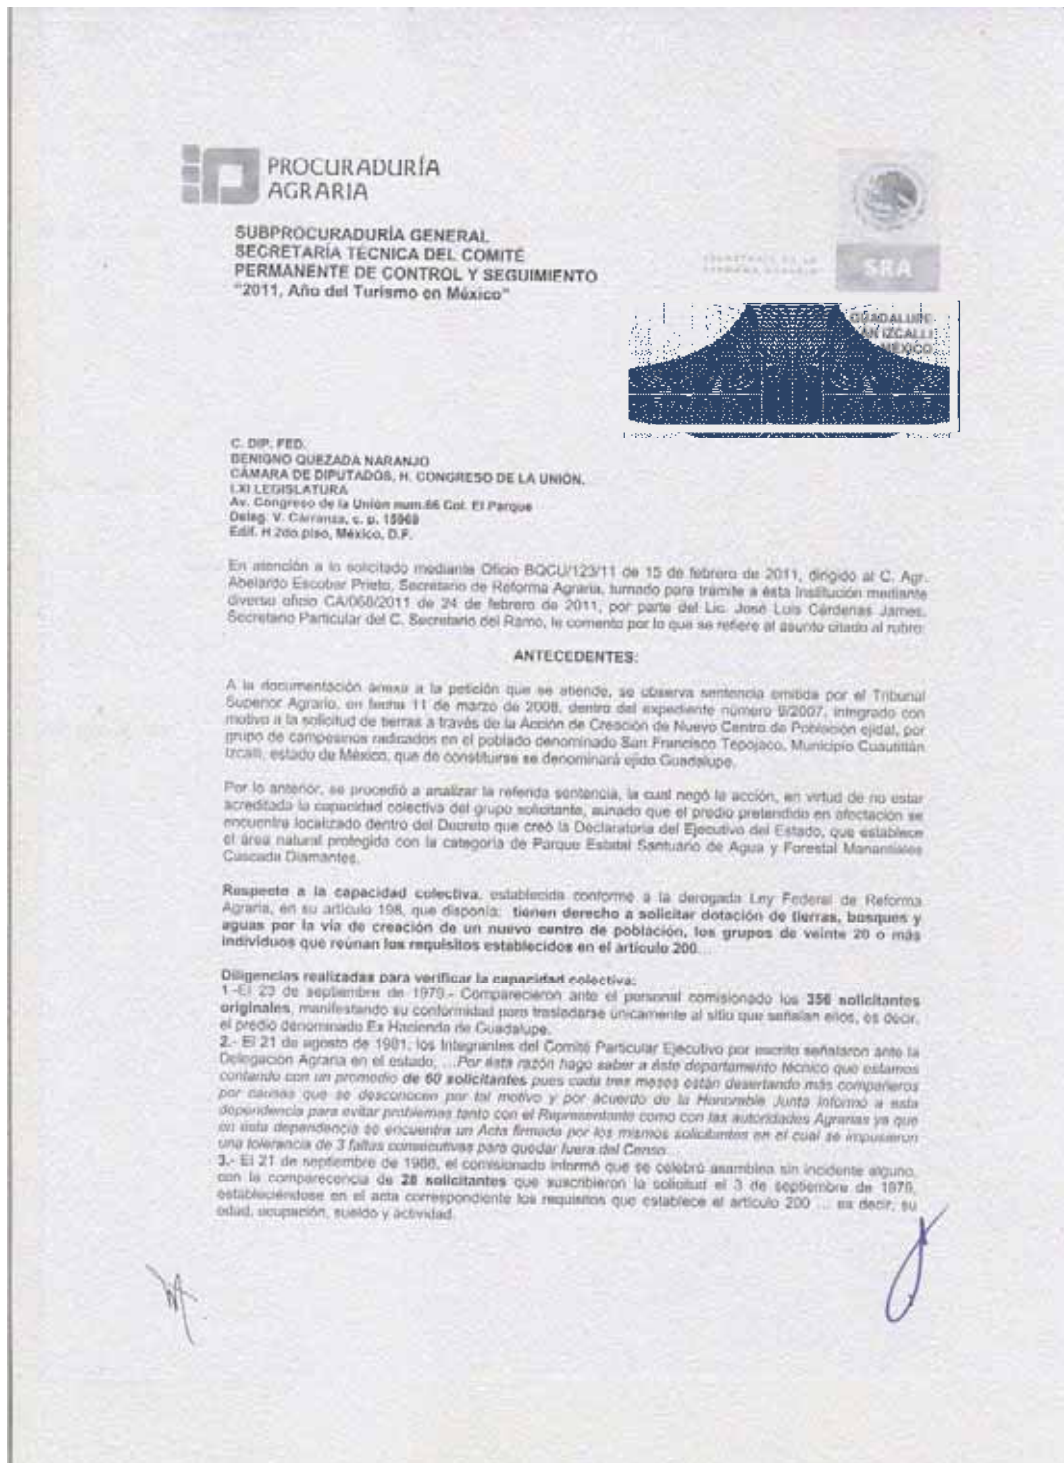 PROCURADURÍA
AGRARIA
SUBPROCURADURÍA GENERAL
SECRETARÍA TÉCNICA DEL COMITÉ
PERMANENTE DE CONTROL Y SEGUIMIENTO
"2011, Año del Turismo en México"
SRA
GUADALUPE
IZCALLI
MÉXICO
C. DIP. FED.
BENIGNO QUEZADA NARANJO
CÁMARA DE DIPUTADOS, H. CONGRESO DE LA UNIÓN.
LXI LEGISLATURA
Av. Congreso de la Unión num.66 Col. El Parque
Deleg. V. Carranza, c. p. 15969
Edif. H 2do piso, México, D.F.
En atención a lo solicitado mediante Oficio BQCU/123/11 de 15 de febrero de 2011, dirigido al C. Agr.
Abelardo Escobar Prieto, Secretario de Reforma Agraria, turnado para trámite a ésta Institución mediante
diverso oficio CA/068/2011 de 24 de febrero de 2011, por parte del Lic. José Luis Cárdenas James,
Secretario Particular del C. Secretario del Ramo, le comento por lo que se refiere al asunto citado al rubro:
ANTECEDENTES:
A la documentación anexa a la petición que se atiende, se observa sentencia emitida por el Tribunal
Superior Agrario, en fecha 11 de marzo de 2008, dentro del expediente número 9/2007, integrado con
motivo a la solicitud de tierras a través de la Acción de Creación de Nuevo Centro de Población ejidal, por
grupo de campesinos radicados en el poblado denominado San Francisco Tepojaco, Municipio Cuautitlán
Izcalli, estado de México, que de constituirse se denominará ejido Guadalupe.
Por lo anterior, se procedió a analizar la referida sentencia, la cual negó la acción, en virtud de no estar
acreditada la capacidad colectiva del grupo solicitante, aunado que el predio pretendido en afectación se
encuentra localizado dentro del Decreto que creó la Declaratoria del Ejecutivo del Estado, que establece
el área natural protegida con la categoría de Parque Estatal Santuario de Agua y Forestal Manantiales
Cascada Diamantes.
Respecto a la capacidad colectiva, establecida conforme a la derogada Ley Federal de Reforma
Agraria, en su artículo 198, que disponía: tienen derecho a solicitar dotación de tierras, bosques y
aguas por la vía de creación de un nuevo centro de población, los grupos de veinte 20 o más
individuos que reúnan los requisitos establecidos en el artículo 200...
Diligencias realizadas para verificar la capacidad colectiva:
1.-El 23 de septiembre de 1979.- Comparecieron ante el personal comisionado los 356 solicitantes
originales, manifestando su conformidad para trasladarse únicamente al sitio que señalan ellos, es decir,
el predio denominado Ex Hacienda de Guadalupe.
2.- El 21 de agosto de 1981, los Integrantes del Comité Particular Ejecutivo por escrito señalaron ante la
Delegación Agraria en el estado, ...Por ésta razón hago saber a éste departamento técnico que estamos
contando con un promedio de 60 solicitantes pues cada tres meses están desertando más compañeros
por causas que se desconocen por tal motivo y por acuerdo de la Honorable Junta informó a esta
dependencia para evitar problemas tanto con el Representante como con las autoridades Agrarias ya que
en esta dependencia se encuentra un Acta firmada por los mismos solicitantes en el cual se impusieron
una tolerancia de 3 faltas consecutivas para quedar fuera del Censo.
3.- El 21 de septiembre de 1988, el comisionado informó que se celebró asamblea sin incidente alguno,
con la comparecencia de 28 solicitantes que suscribieron la solicitud el 3 de septiembre de 1979,
estableciéndose en el acta correspondiente los requisitos que establece el artículo 200 ... es decir, su
edad, ocupación, sueldo y actividad.